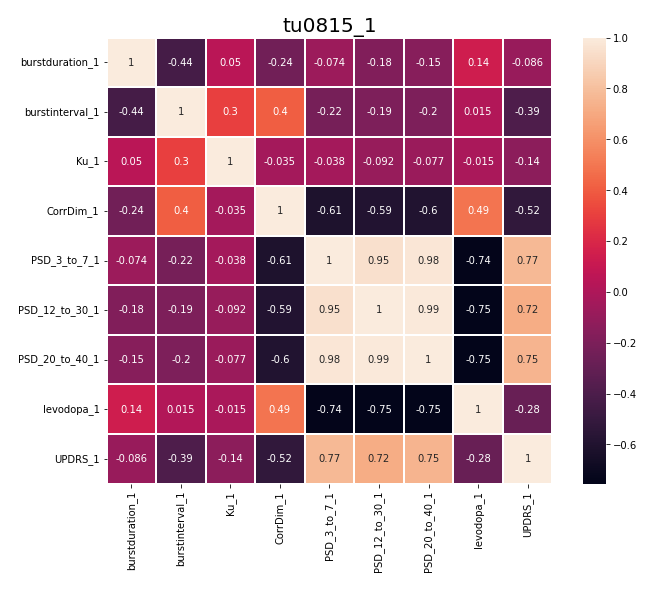 tu0815_1
burstduration_1 1 -0.44 0.05 -0.24 -0.074 -0.18 -0.15 0.14 -0.086
burstinterval_1 -0.44 1 0.3 0.4 -0.22 -0.19 -0.2 0.015 -0.39
Ku_1 0.05 0.3 1 -0.035 -0.038 -0.092 -0.077 -0.015 -0.14
CorrDim_1 -0.24 0.4 -0.035 1 -0.61 -0.59 -0.6 0.49 -0.52
PSD_3_to_7_1 -0.074 -0.22 -0.038 -0.61 1 0.95 0.98 -0.74 0.77
PSD_12_to_30_1 -0.18 -0.19 -0.092 -0.59 0.95 1 0.99 -0.75 0.72
PSD_20_to_40_1 -0.15 -0.2 -0.077 -0.6 0.98 0.99 1 -0.75 0.75
levodopa_1 0.14 0.015 -0.015 0.49 -0.74 -0.75 -0.75 1 -0.28
UPDRS_1 -0.086 -0.39 -0.14 -0.52 0.77 0.72 0.75 -0.28 1
burstduration_1
burstinterval_1
Ku_1
CorrDim_1
PSD_3_to_7_1
PSD_12_to_30_1
PSD_20_to_40_1
levodopa_1
UPDRS_1
1.0
0.8
0.6
0.4
0.2
0.0
−0.2
−0.4
−0.6